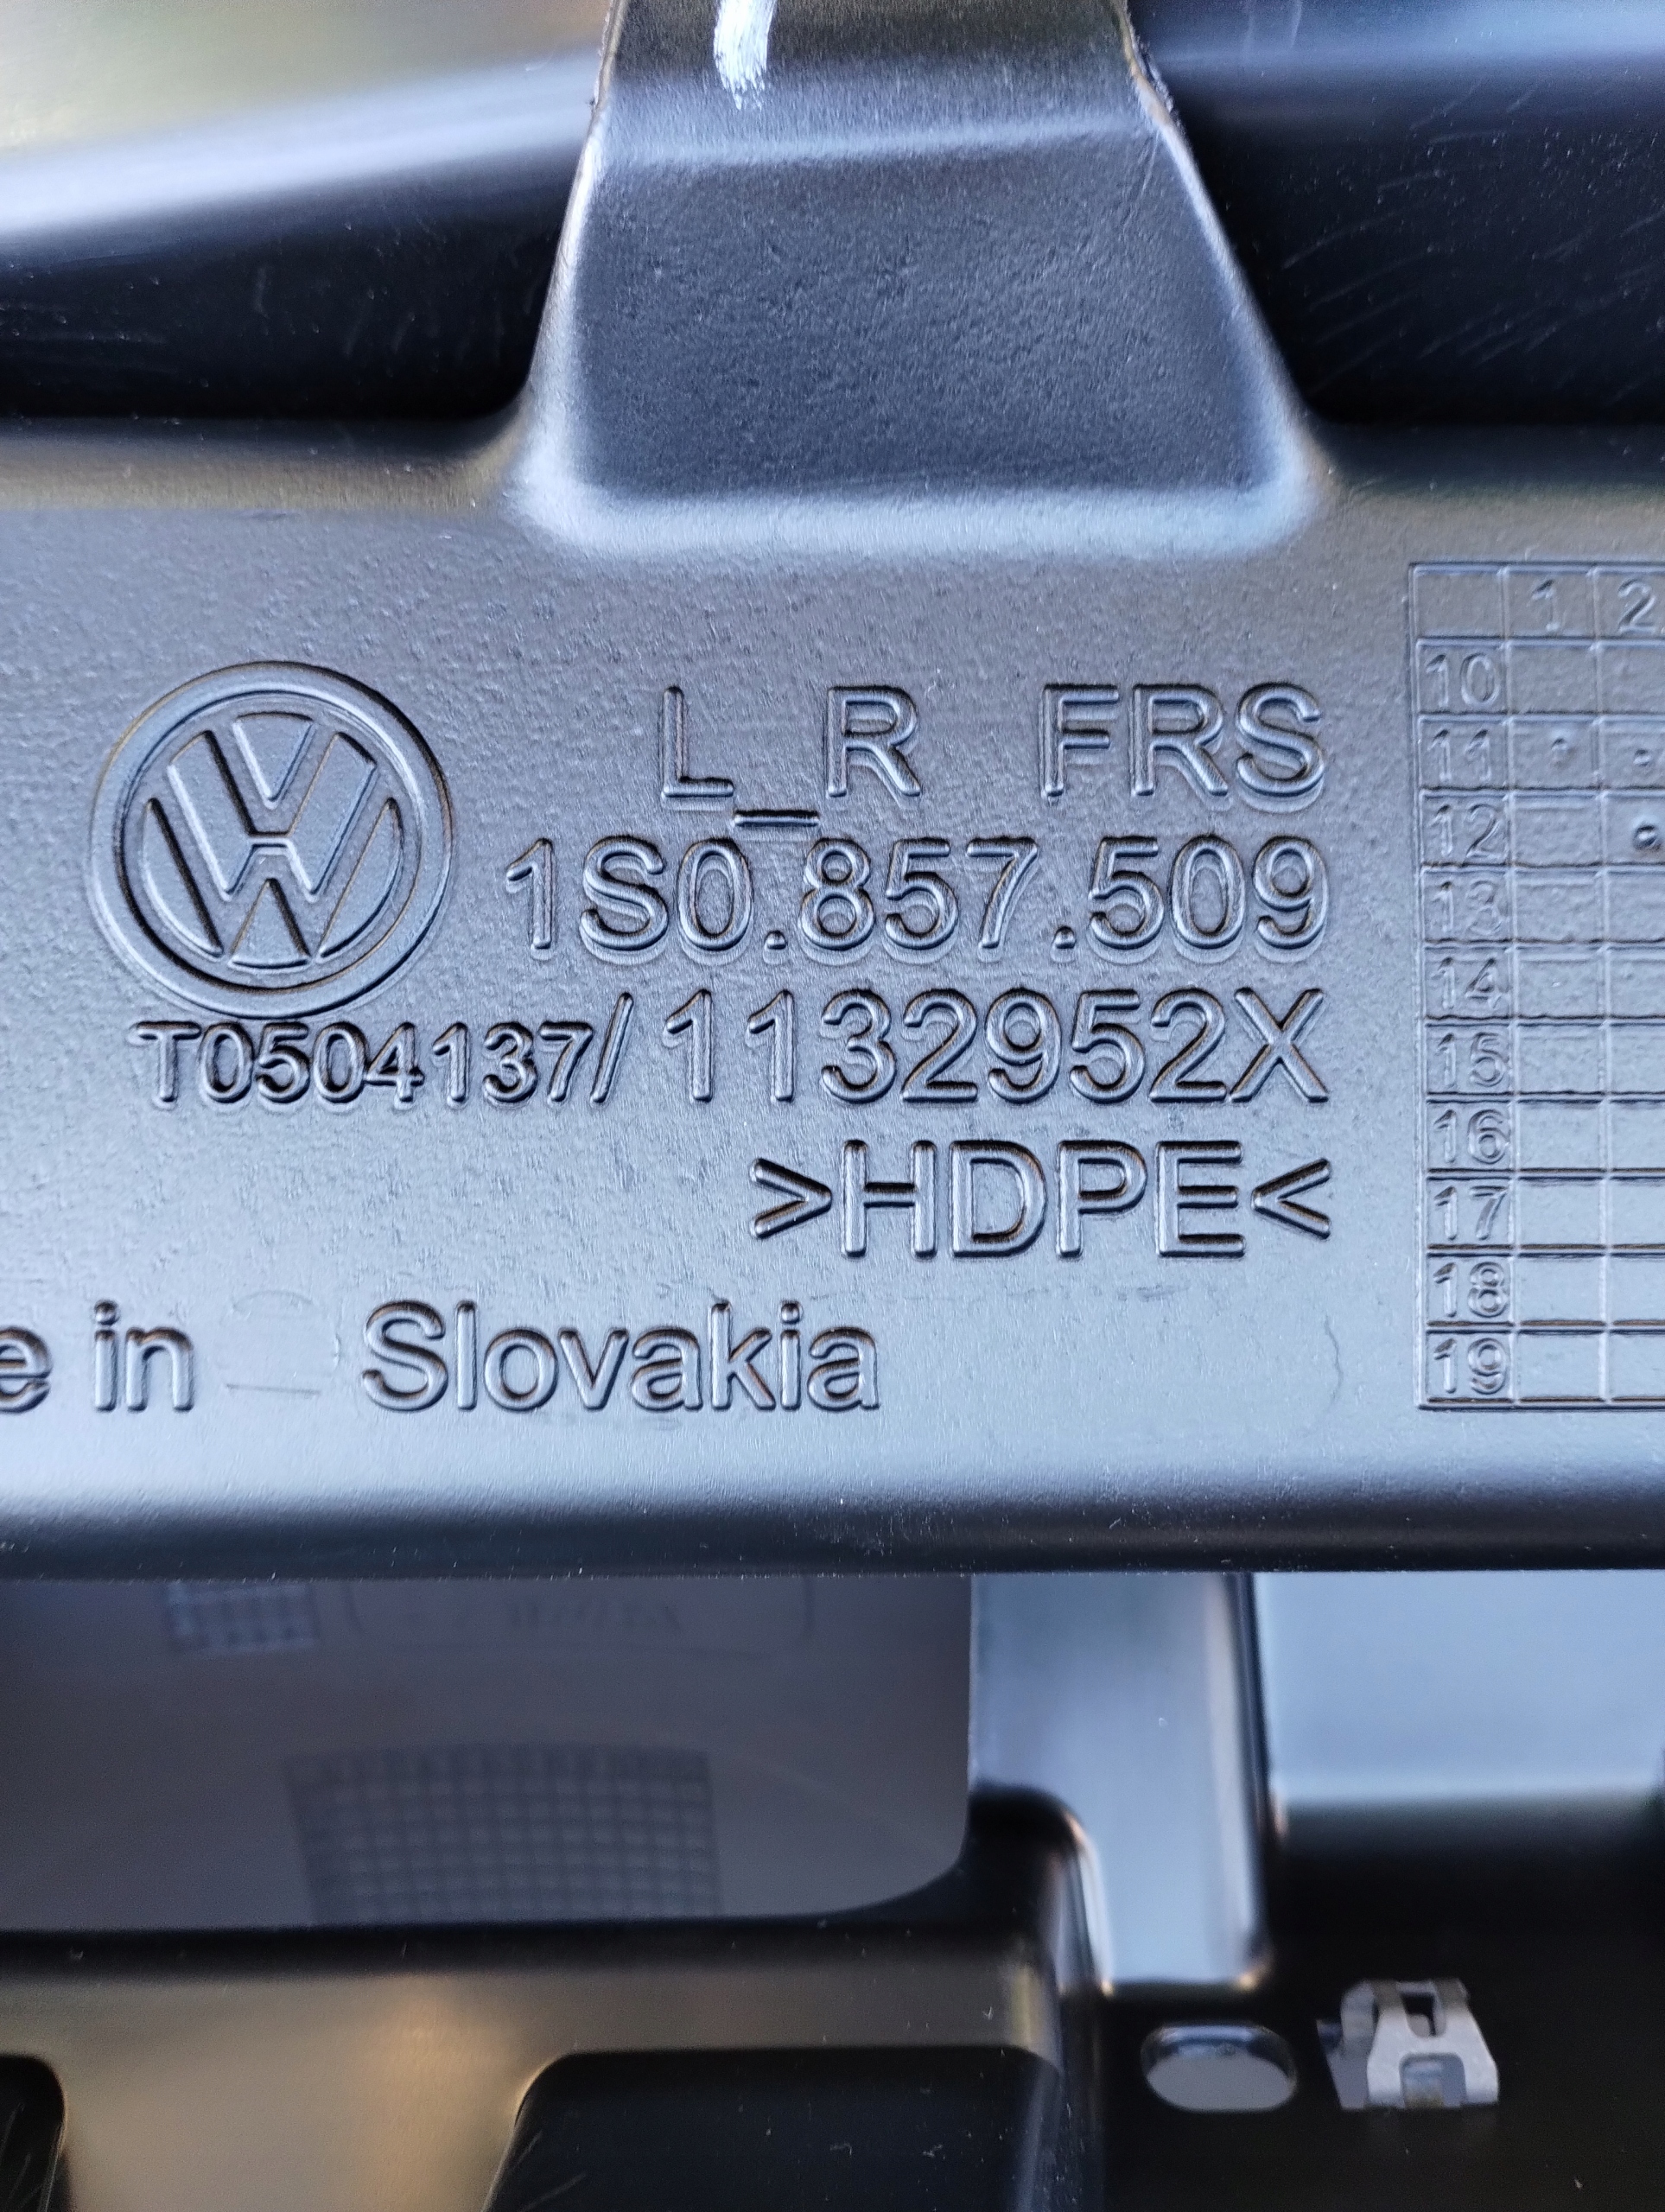 L_R FRS
1S0.857.509
T0504137/1132952X
>HDPE<
e in Slovakia
1 2
10
11
12
13
14
15
16
17
18
19